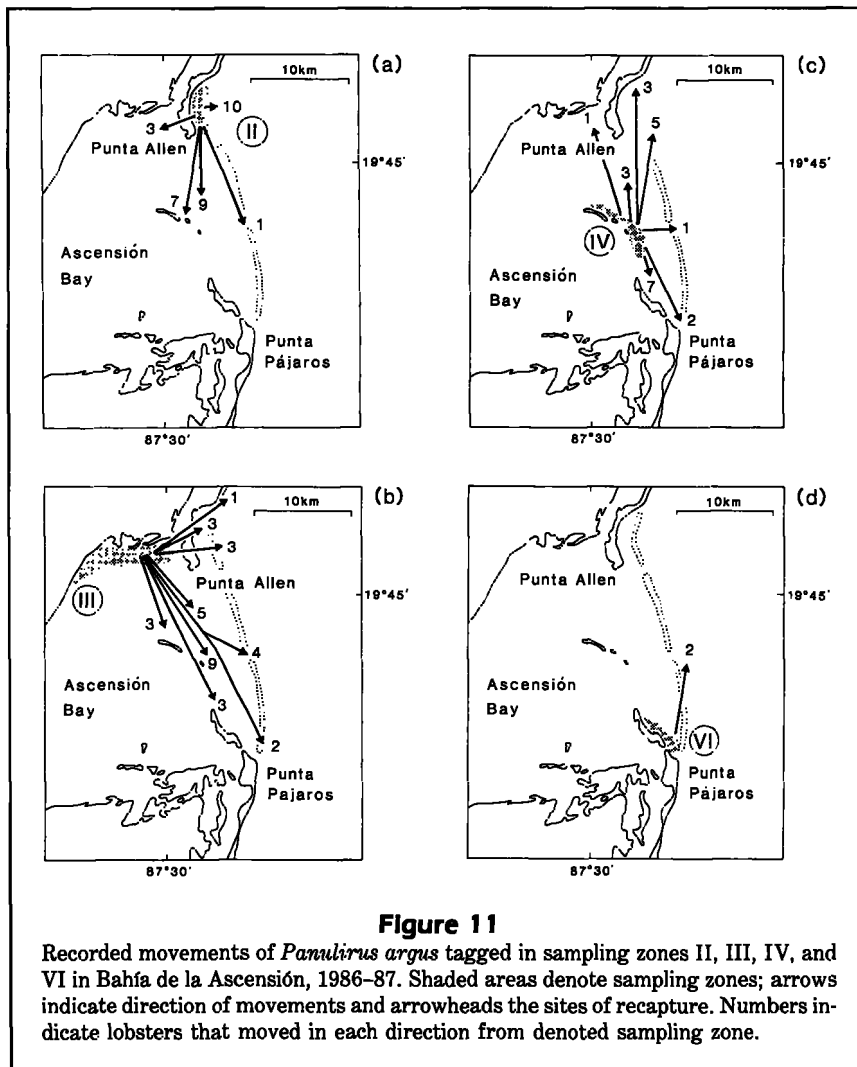 (a)
10km
10
3
II
Punta Allen
19°45'
7
9
1
Ascensión
Bay
Punta
Pájaros
87°30'
(c)
10km
3
1
5
Punta Allen
19°45'
3
IV
1
7
Ascensión
Bay
2
Punta
Pájaros
87°30'
(b)
1
10km
3
3
Punta Allen
19°45'
III
5
3
9
4
Ascensión
Bay
3
2
Punta
Pajaros
87°30'
(d)
10km
Punta Allen
19°45'
2
Ascensión
Bay
VI
Punta
Pájaros
87°30'
Figure 11
Recorded movements of Panulirus argus tagged in sampling zones II, III, IV, and
VI in Bahía de la Ascensión, 1986–87. Shaded areas denote sampling zones; arrows
indicate direction of movements and arrowheads the sites of recapture. Numbers in-
dicate lobsters that moved in each direction from denoted sampling zone.